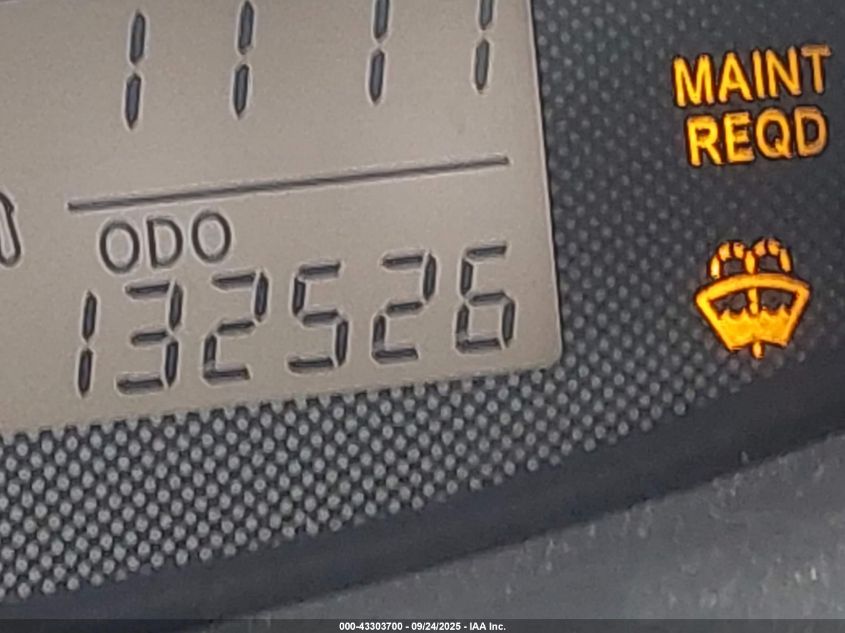 MAINT
REQD
ODO
132526
000-43303700 - 09/24/2025 - IAA Inc.